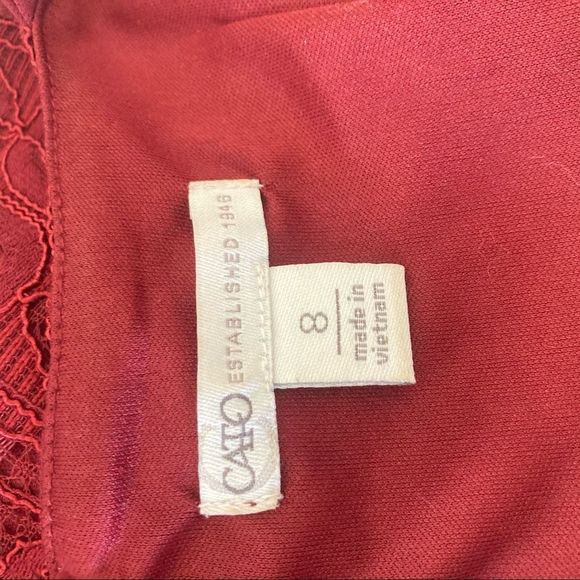 CATO ESTABLISHED 1946
8
made in
vietnam